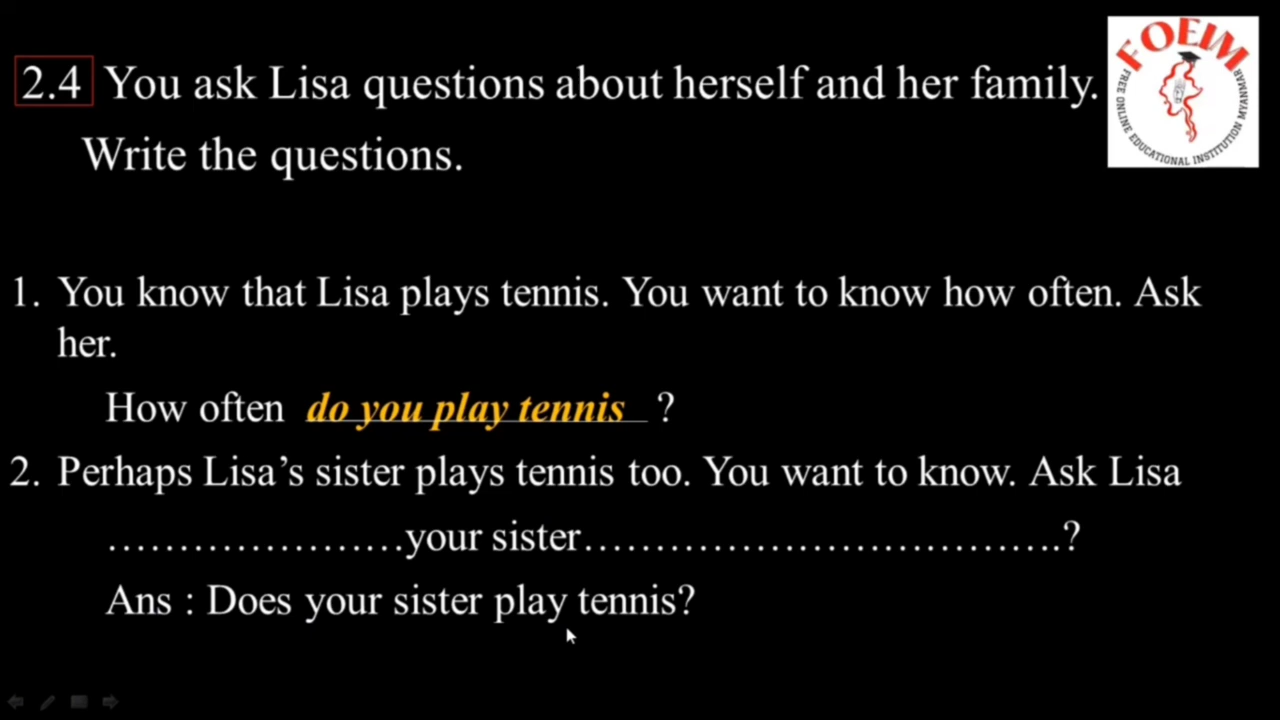 2.4 You ask Lisa questions about herself and her family.
Write the questions.
FOEIM
FREE ONLINE EDUCATIONAL INSTITUTION MYANMAR
1. You know that Lisa plays tennis. You want to know how often. Ask
her.
How often do you play tennis ?
2. Perhaps Lisa’s sister plays tennis too. You want to know. Ask Lisa
…………………your sister…………………………….?
Ans : Does your sister play tennis?